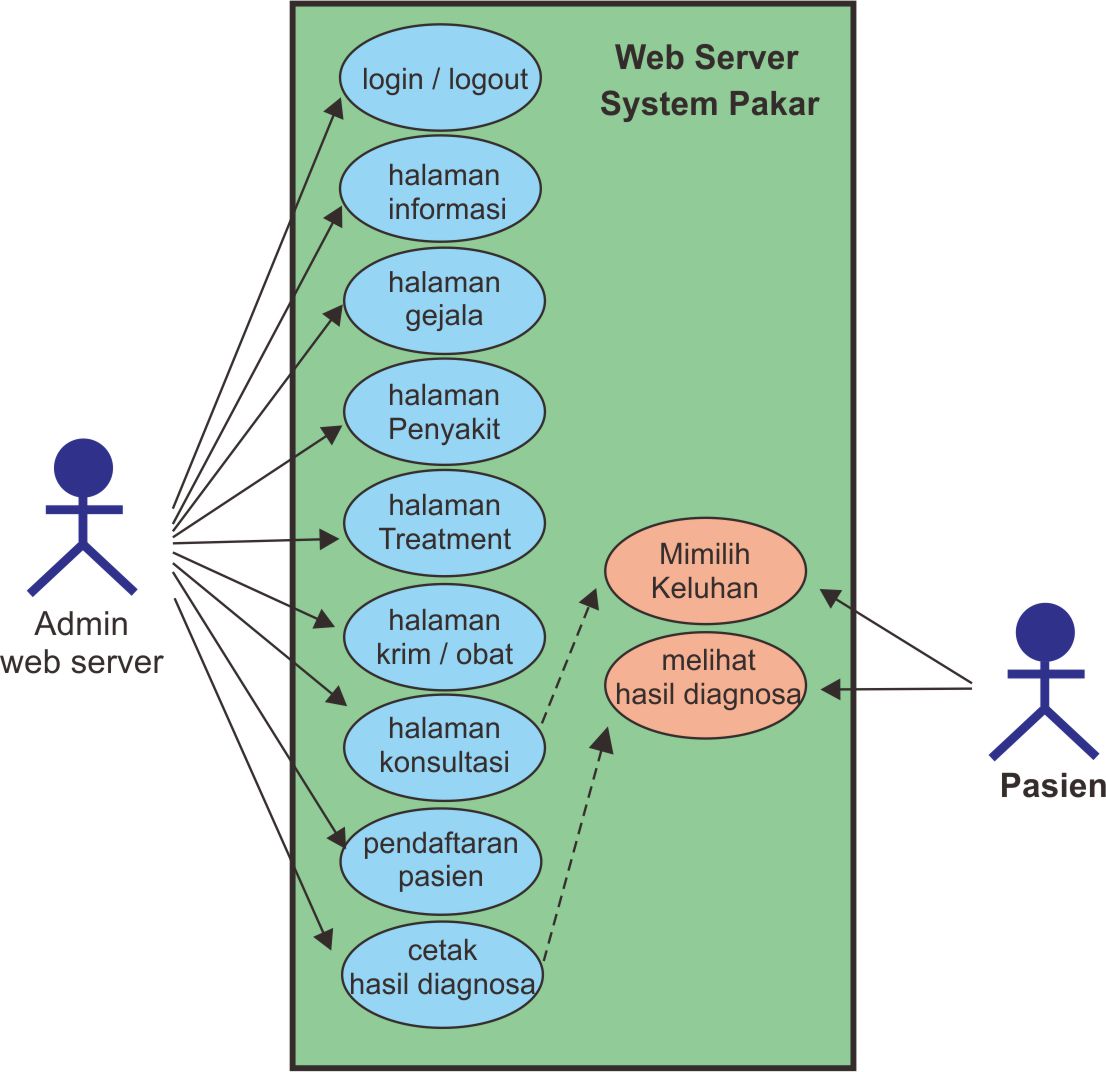 Web Server
System Pakar
login / logout
halaman
informasi
halaman
gejala
halaman
Penyakit
halaman
Treatment
halaman
krim / obat
halaman
konsultasi
pendaftaran
pasien
cetak
hasil diagnosa
Mimilih
Keluhan
melihat
hasil diagnosa
Admin
web server
Pasien